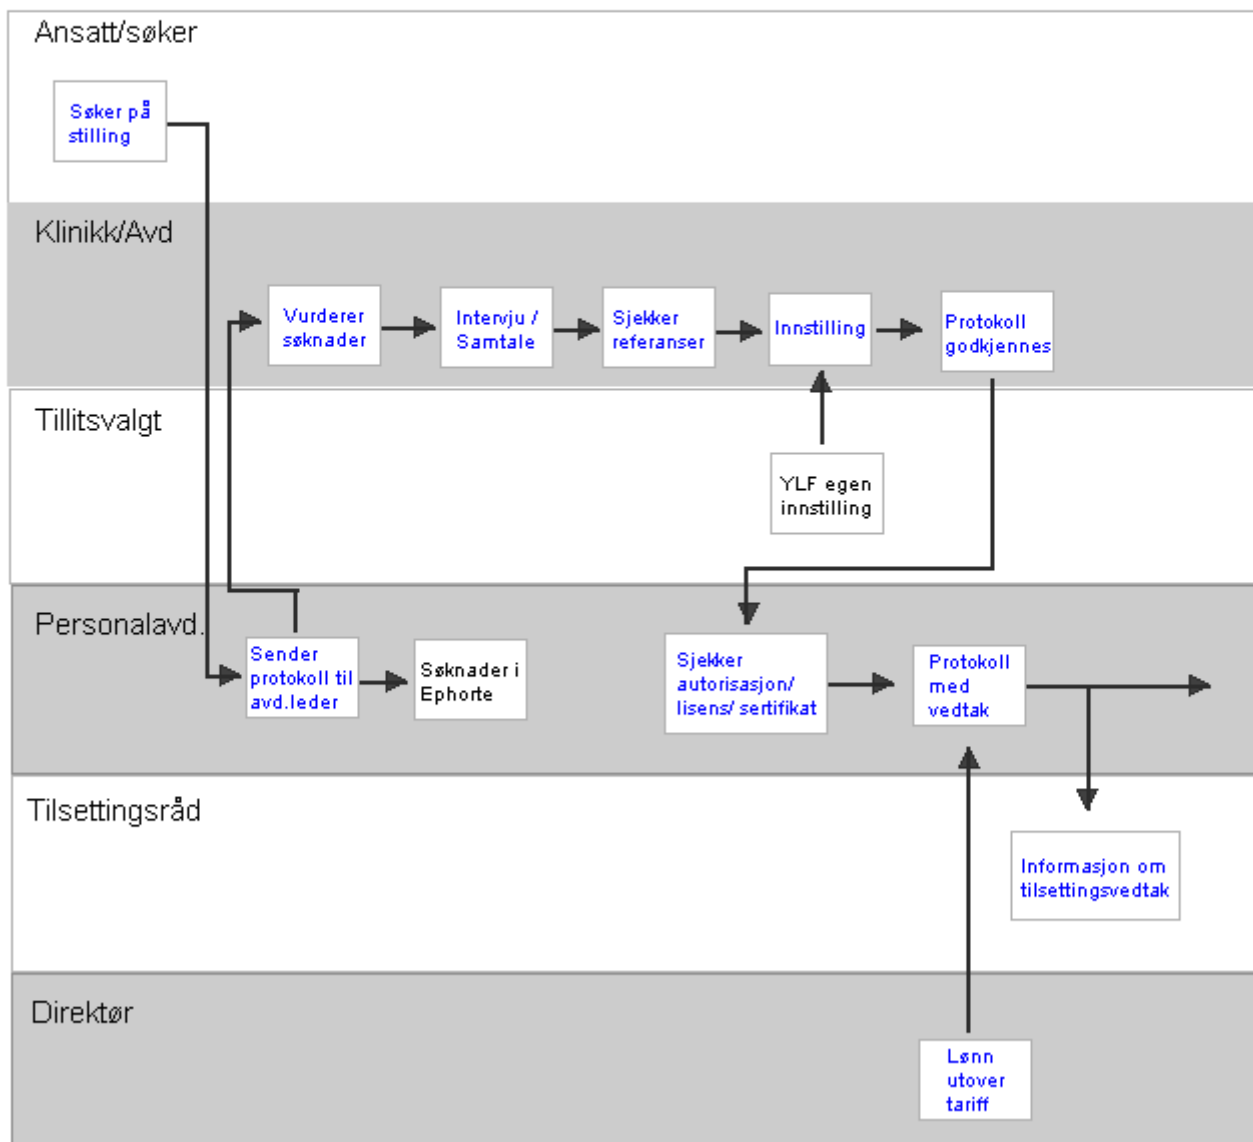 Ansatt/søker
Søker på
stilling
Klinikk/Avd
Vurderer
søknader
Intervju /
Samtale
Sjekker
referanser
Innstilling
Protokoll
godkjennes
Tillitsvalgt
YLF egen
innstilling
Personalavd.
Sender
protokoll til
avd.leder
Søknader i
Ephorte
Sjekker
autorisasjon/
lisens/ sertifikat
Protokoll
med
vedtak
Tilsettingsråd
Informasjon om
tilsettingsvedtak
Direktør
Lønn
utover
tariff